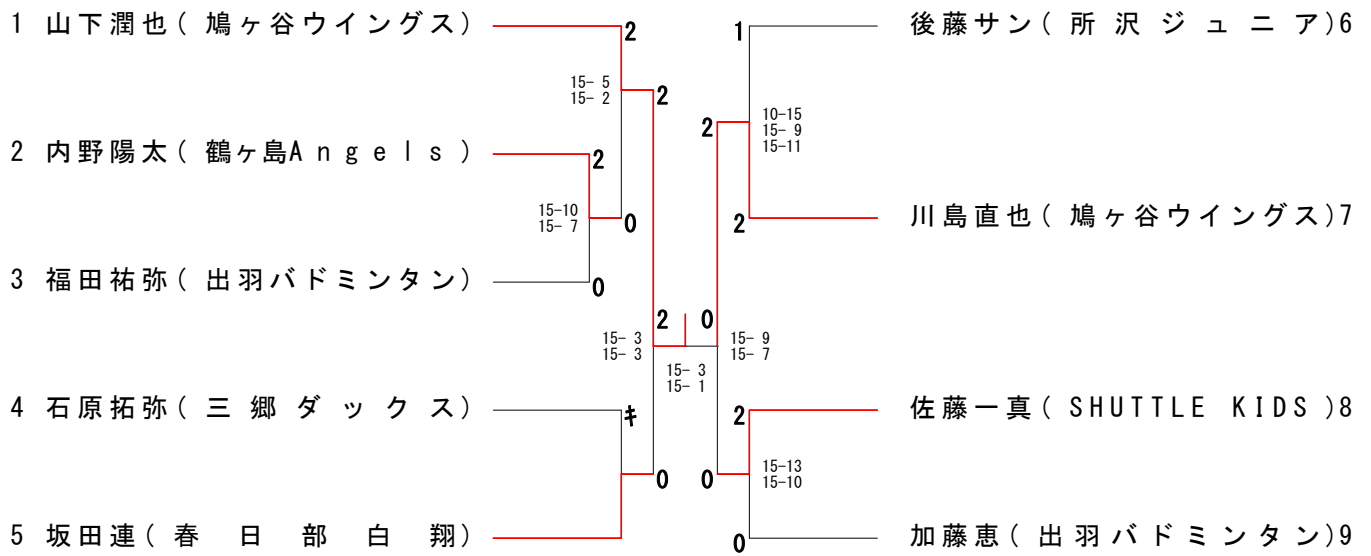 1 山下潤也(鳩ヶ谷ウイングス)
2 内野陽太(鶴ヶ島Angels)
3 福田祐弥(出羽バドミンタン)
4 石原拓弥(三郷ダックス)
5 坂田連(春日部白翔)
2
15- 5
15- 2
2
2
15-10
15- 7
0
0
2
15- 3
15- 3
キ
0
15- 3
15- 1
1
2
10-15
15- 9
15-11
2
0
15- 9
15- 7
2
0
15-13
15-10
0
後藤サン(所沢ジュニア)6
川島直也(鳩ヶ谷ウイングス)7
佐藤一真(SHUTTLE KIDS)8
加藤恵(出羽バドミンタン)9